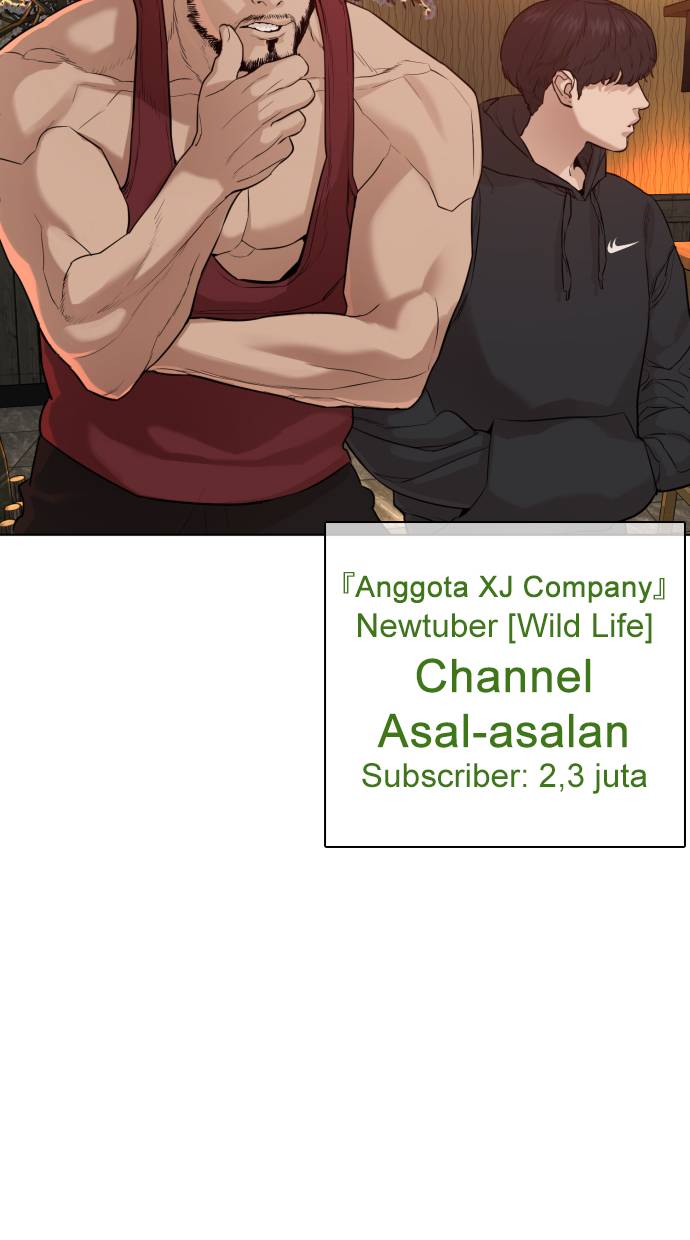 『Anggota XJ Company』
Newtuber [Wild Life]
Channel
Asal-asalan
Subscriber: 2,3 juta